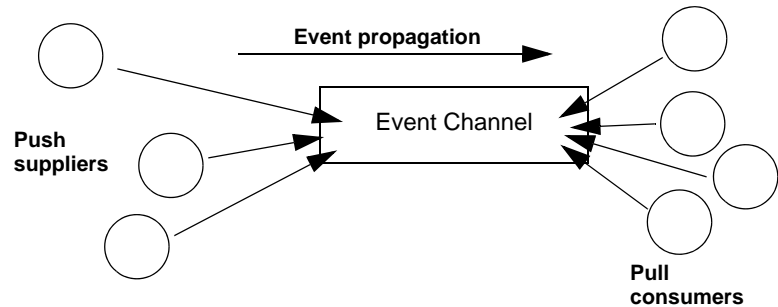 Event propagation
Event Channel
Push
suppliers
Pull
consumers